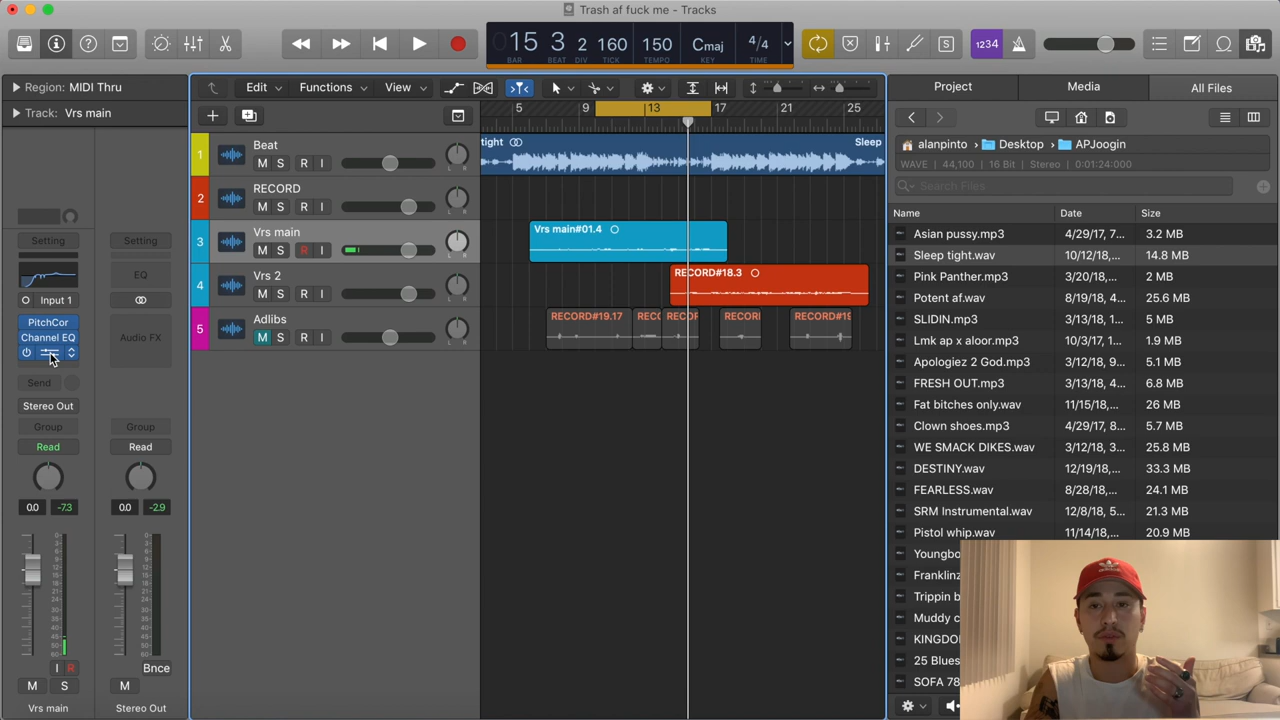 Trash af fuck me - Tracks
15 3 2 160 150 Cmaj 4/4
BAR BEAT DIV TICK TEMPO KEY TIME
S 1234
Region: MIDI Thru
Edit Functions View
Project Media All Files
Track: Vrs main
5 9 13 17 21 25
alanpinto Desktop APJoogin
WAVE | 44,100 | 16 Bit | Stereo | 0:01:24:000
Search Files
Name Date Size
1 Beat
M S R I
L R
tight Sleep
2 RECORD
M S R I
L R
3 Vrs main
M S R I
L R
Vrs main#01.4
4 Vrs 2
M S R I
L R
RECORD#18.3
5 Adlibs
M S R I
L R
RECORD#19.17 RECO RECOR RECORI RECORD#19
Setting Setting
EQ
Input 1
PitchCor
Channel EQ
Audio FX
Send
Stereo Out
Group Group
Read Read
0.0 -7.3 0.0 -2.9
I R Bnce
M S M
Vrs main Stereo Out
Asian pussy.mp3 4/29/17, 7... 3.2 MB
Sleep tight.wav 10/12/18,... 14.8 MB
Pink Panther.mp3 3/20/18,... 2 MB
Potent af.wav 8/19/18, 4... 25.6 MB
SLIDIN.mp3 3/13/18, 1... 5 MB
Lmk ap x aloor.mp3 10/3/17, 1... 1.9 MB
Apologiez 2 God.mp3 3/12/18, 9... 5.1 MB
FRESH OUT.mp3 3/13/18, 4... 6.8 MB
Fat bitches only.wav 11/15/18,... 26 MB
Clown shoes.mp3 4/29/17, 8... 5.7 MB
WE SMACK DIKES.wav 3/12/18, 3... 25.8 MB
DESTINY.wav 12/19/18,... 33.3 MB
FEARLESS.wav 8/28/18,... 24.1 MB
SRM Instrumental.wav 12/8/18, 5... 21.3 MB
Pistol whip.wav 11/14/18,... 20.9 MB
Youngbo
Franklinz
Trippin b
Muddy c
KINGDO
25 Blues
SOFA 78